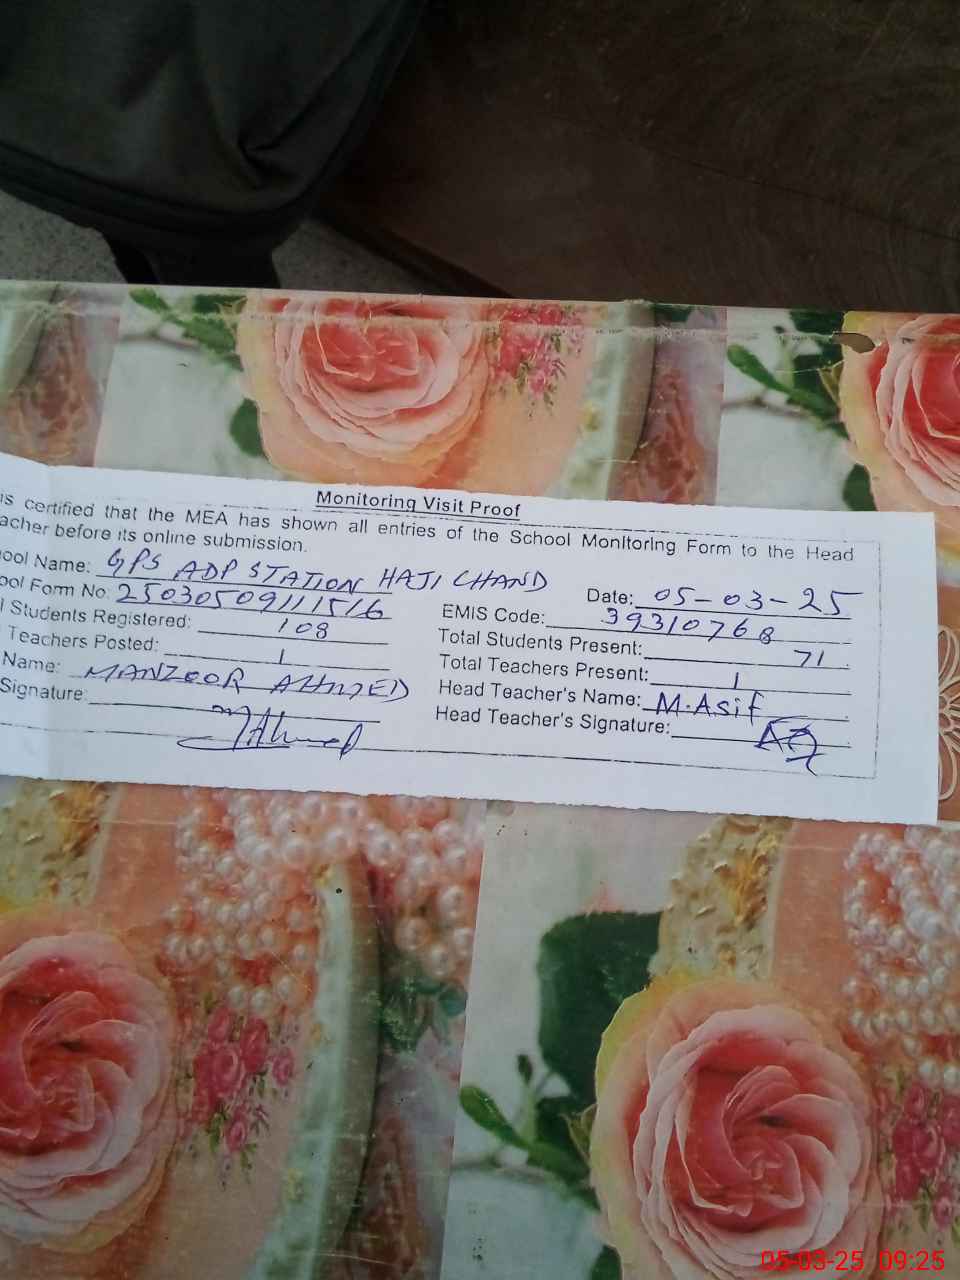 Monitoring Visit Proof
is certified that the MEA has shown all entries of the School Monitoring Form to the Head
acher before its online submission.
ool Name: GPS ADP STATION HAJI CHAND Date: 05-03-25
ool Form No: 25030509111516 EMIS Code: 39310768
l Students Registered: 108 Total Students Present: 71
Teachers Posted: 1 Total Teachers Present: 1
Name: MANZOOR AHMED Head Teacher's Name: M.Asif
Signature: MAhmed Head Teacher's Signature:
05-03-25 09:25